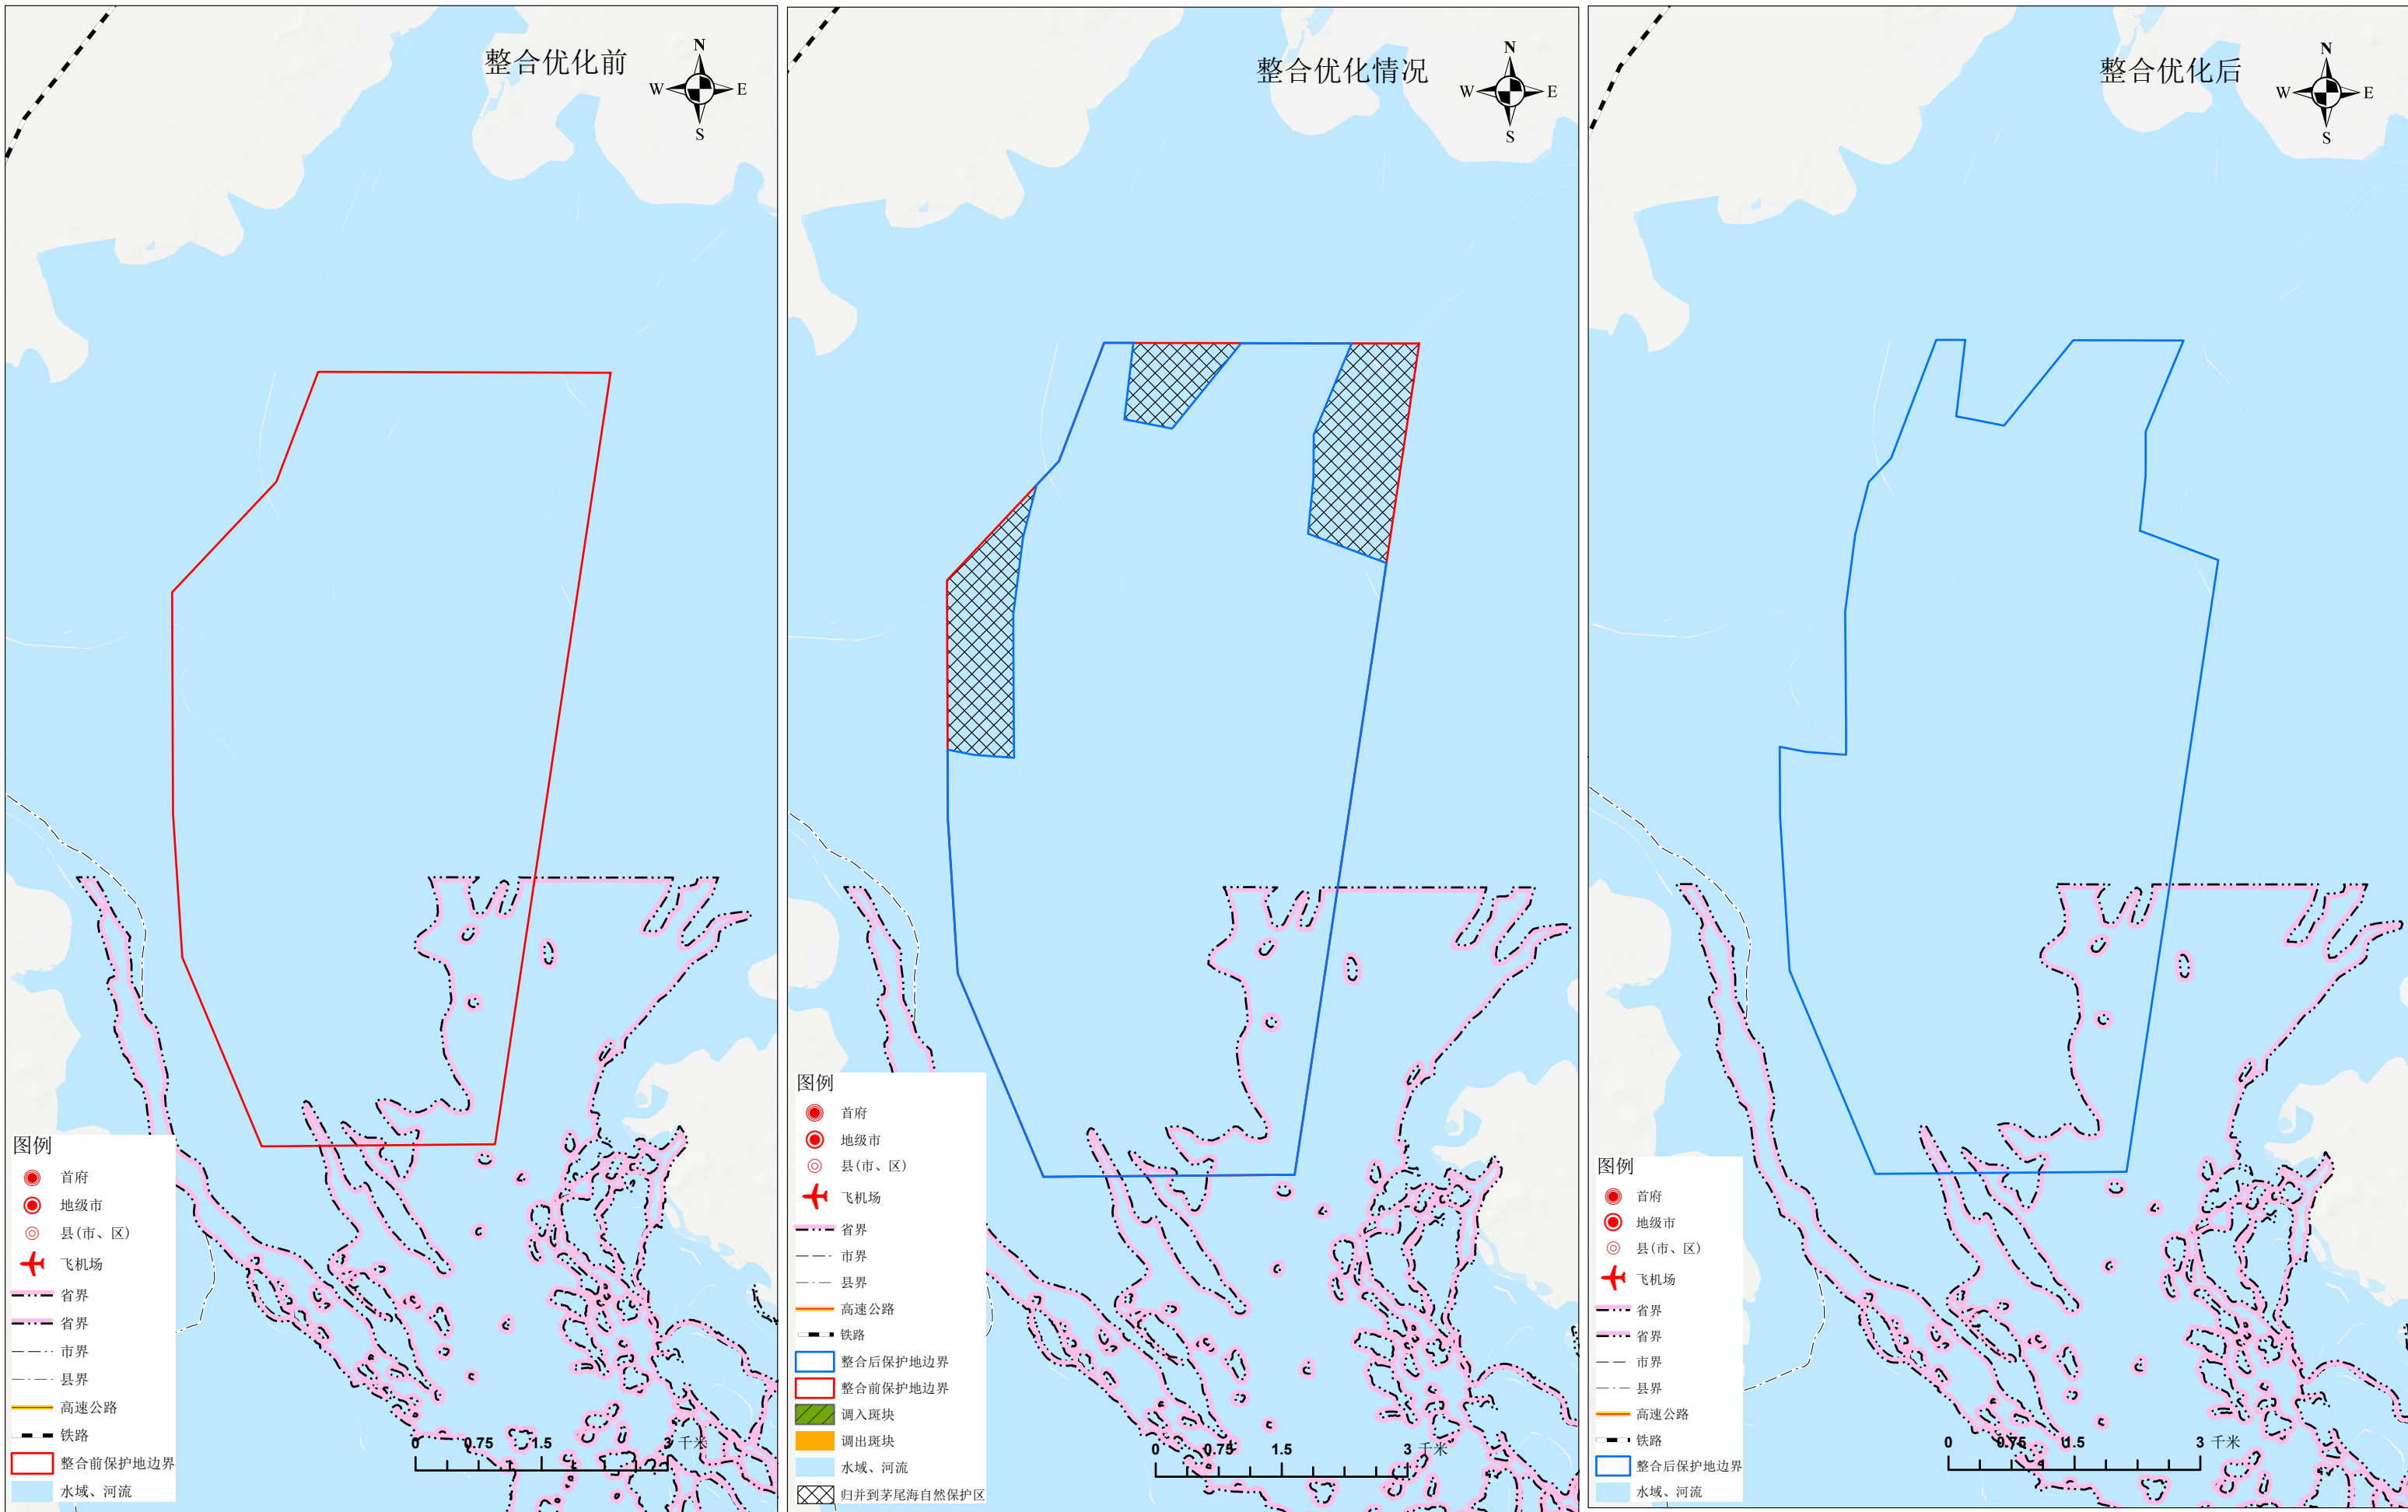 整合优化前
N
W
E
S
图例
首府
地级市
县(市、区)
飞机场
省界
省界
市界
县界
高速公路
铁路
整合前保护地边界
水域、河流
0 0.75 1.5 3 千米
整合优化情况
N
W
E
S
图例
首府
地级市
县(市、区)
飞机场
省界
市界
县界
高速公路
铁路
整合后保护地边界
整合前保护地边界
调入斑块
调出斑块
水域、河流
归并到茅尾海自然保护区
0 0.75 1.5 3 千米
整合优化后
N
W
E
S
图例
首府
地级市
县(市、区)
飞机场
省界
省界
市界
县界
高速公路
铁路
整合后保护地边界
水域、河流
0 0.75 1.5 3 千米